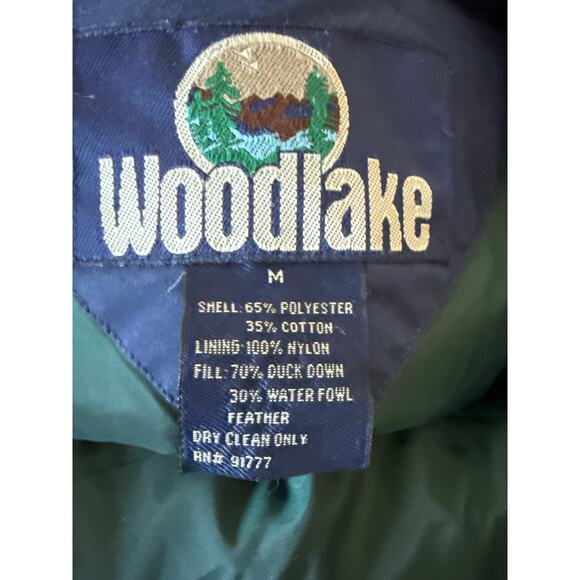 Woodlake
M
SHELL: 65% POLYESTER
35% COTTON
LINING: 100% NYLON
FILL: 70% DUCK DOWN
30% WATER FOWL
FEATHER
DRY CLEAN ONLY
RN# 91777